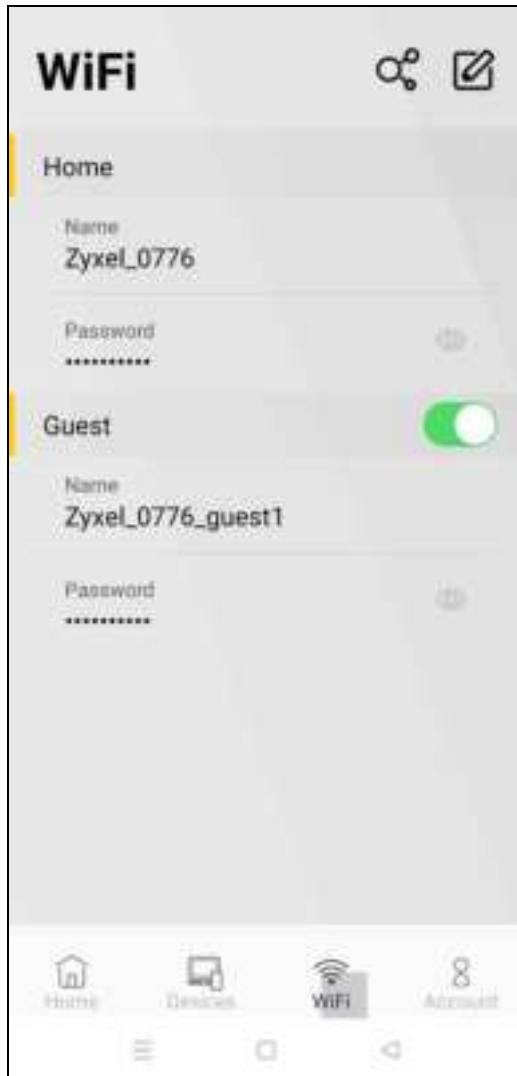 WiFi
Home
Name
Zyxel_0776
Password
••••••••••
Guest
Name
Zyxel_0776_guest1
Password
••••••••••
Home Devices WiFi Account